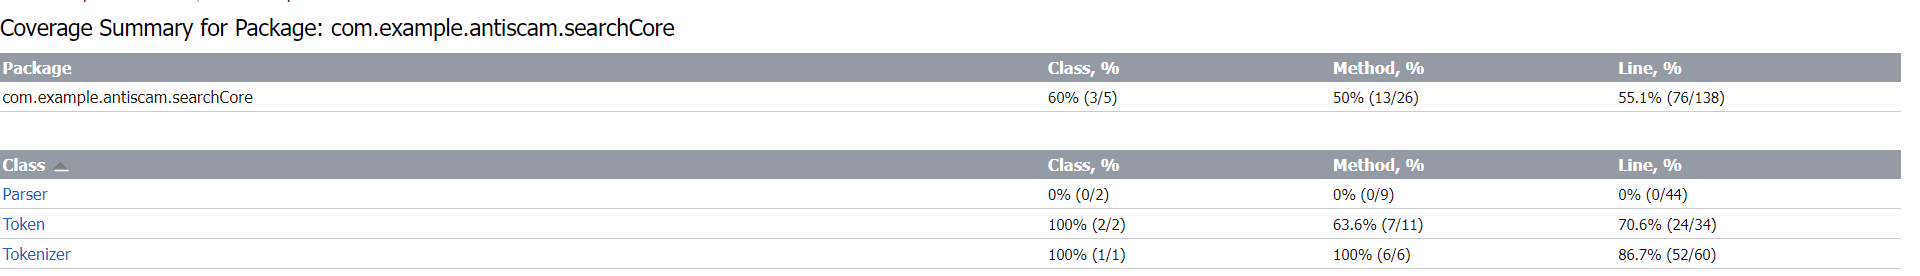 Coverage Summary for Package: com.example.antiscam.searchCore
Package Class, % Method, % Line, %
com.example.antiscam.searchCore 60% (3/5) 50% (13/26) 55.1% (76/138)
Class Class, % Method, % Line, %
Parser 0% (0/2) 0% (0/9) 0% (0/44)
Token 100% (2/2) 63.6% (7/11) 70.6% (24/34)
Tokenizer 100% (1/1) 100% (6/6) 86.7% (52/60)